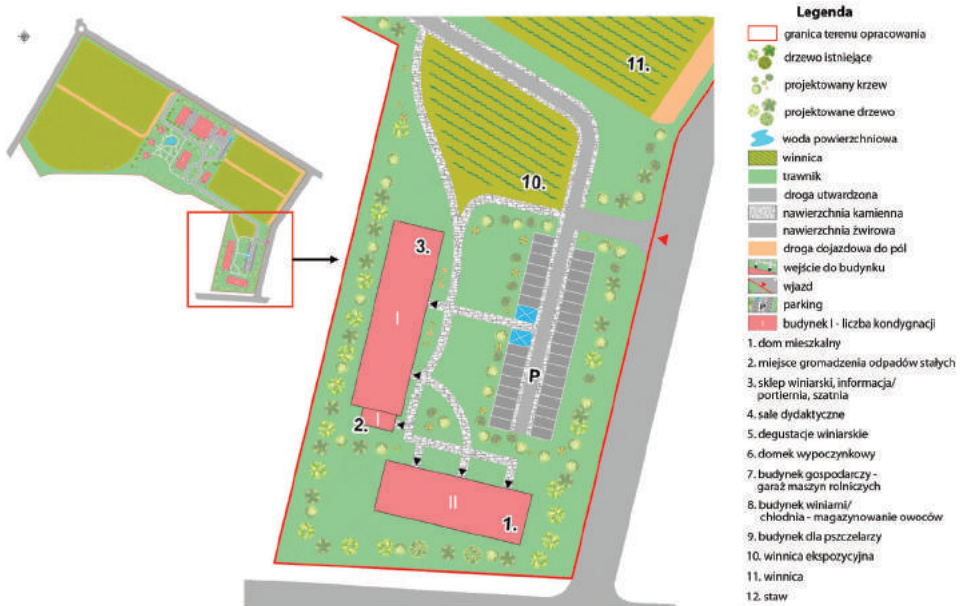 11.
10.
3.
I
P
I
2.
II
1.
Legenda
granica terenu opracowania
drzewo istniejące
projektowany krzew
projektowane drzewo
woda powierzchniowa
winnica
trawnik
droga utwardzona
nawierzchnia kamienna
nawierzchnia żwirowa
droga dojazdowa do pól
wejście do budynku
wjazd
P parking
I budynek I - liczba kondygnacji
1. dom mieszkalny
2. miejsce gromadzenia odpadów stałych
3. sklep winiarski, informacja/
portiernia, szatnia
4. sale dydaktyczne
5. degustacje winiarskie
6. domek wypoczynkowy
7. budynek gospodarczy -
garaż maszyn rolniczych
8. budynek winiarni/
chłodnia - magazynowanie owoców
9. budynek dla pszczelarzy
10. winnica ekspozycyjna
11. winnica
12. staw